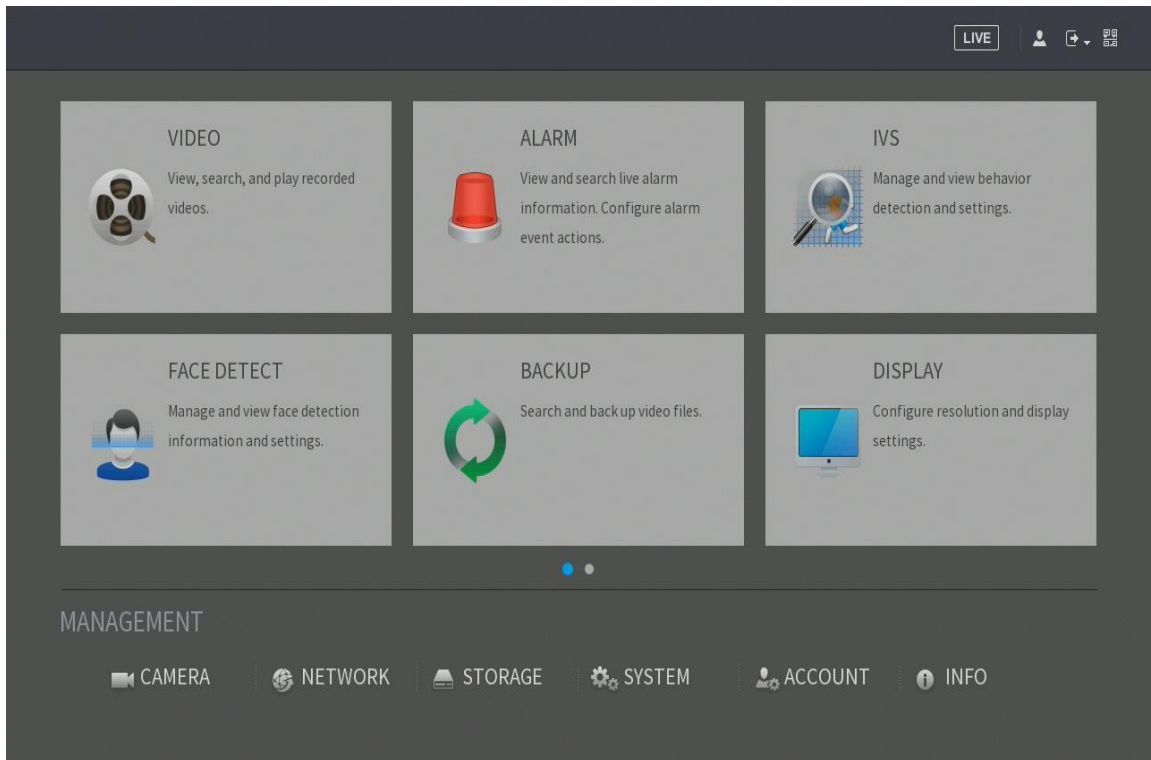 LIVE
VIDEO
View, search, and play recorded
videos.
ALARM
View and search live alarm
information. Configure alarm
event actions.
IVS
Manage and view behavior
detection and settings.
FACE DETECT
Manage and view face detection
information and settings.
BACKUP
Search and back up video files.
DISPLAY
Configure resolution and display
settings.
MANAGEMENT
CAMERA
NETWORK
STORAGE
SYSTEM
ACCOUNT
INFO